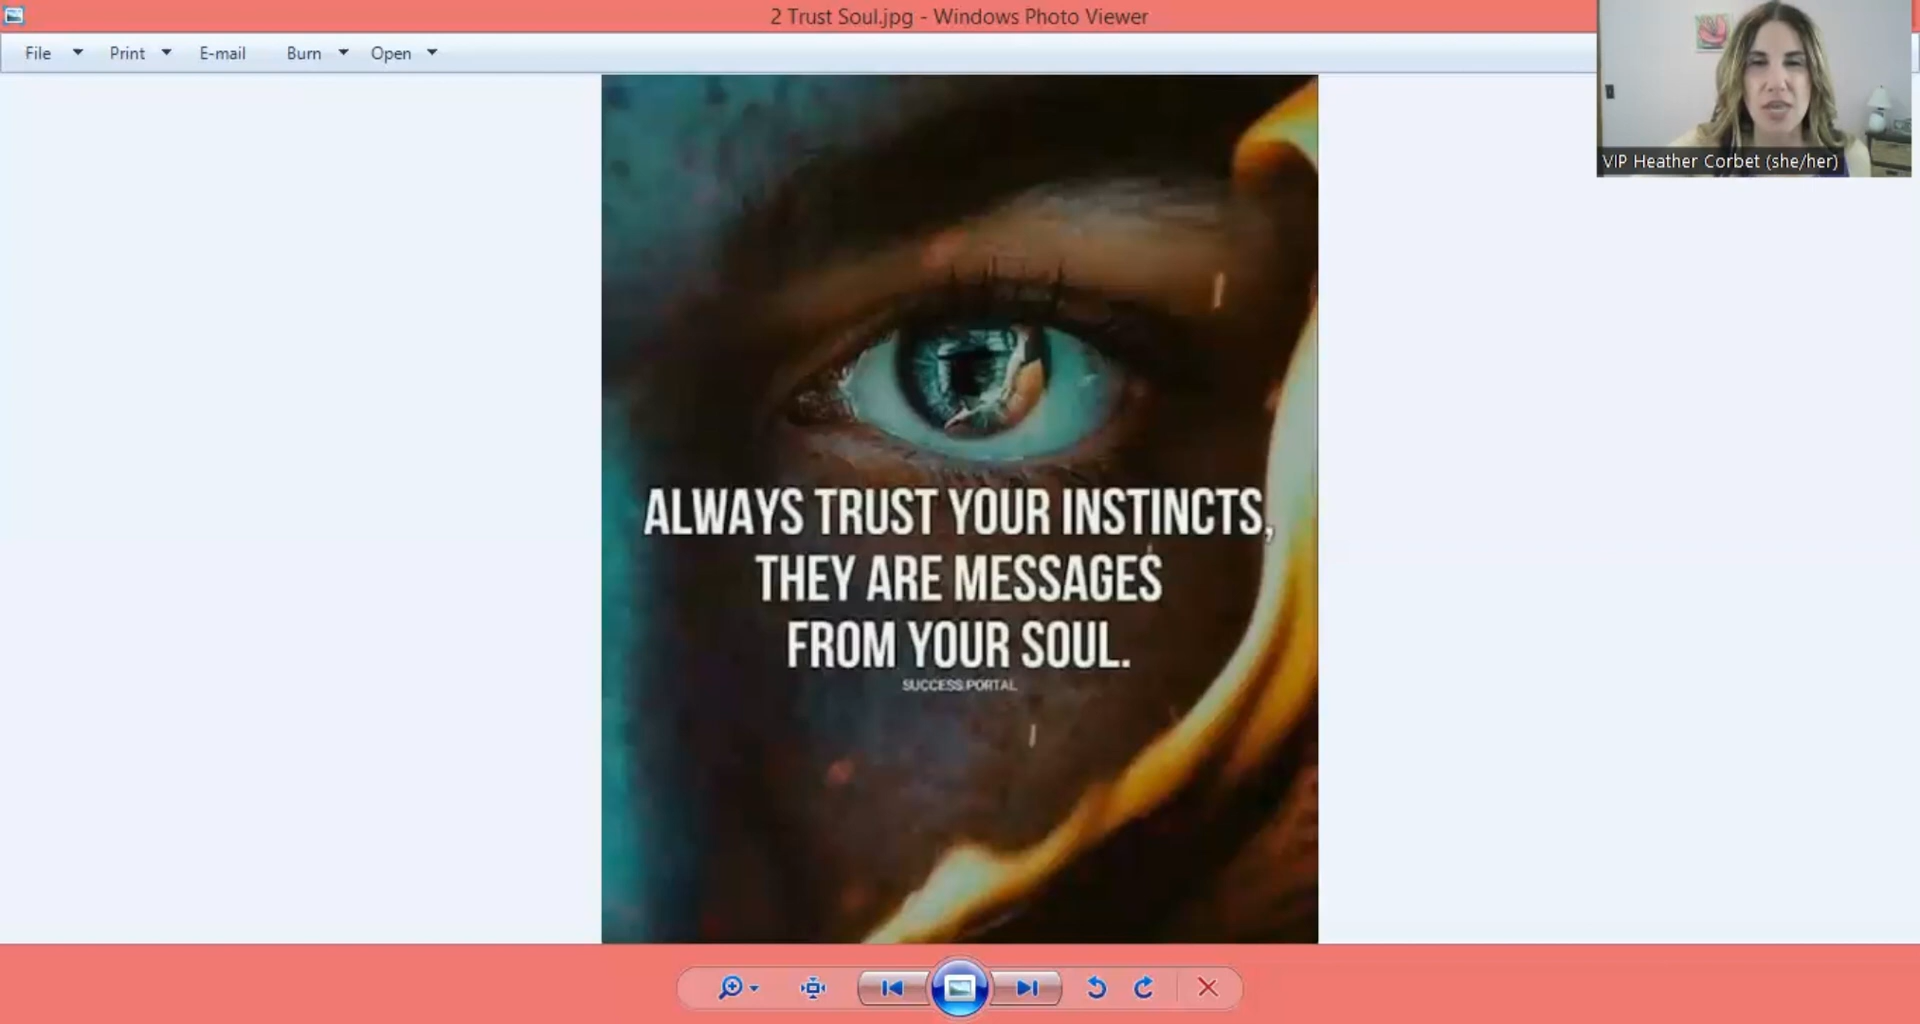 2 Trust Soul.jpg - Windows Photo Viewer
File Print E-mail Burn Open
VIP Heather Corbet (she/her)
ALWAYS TRUST YOUR INSTINCTS,
THEY ARE MESSAGES
FROM YOUR SOUL.
SUCCESS PORTAL